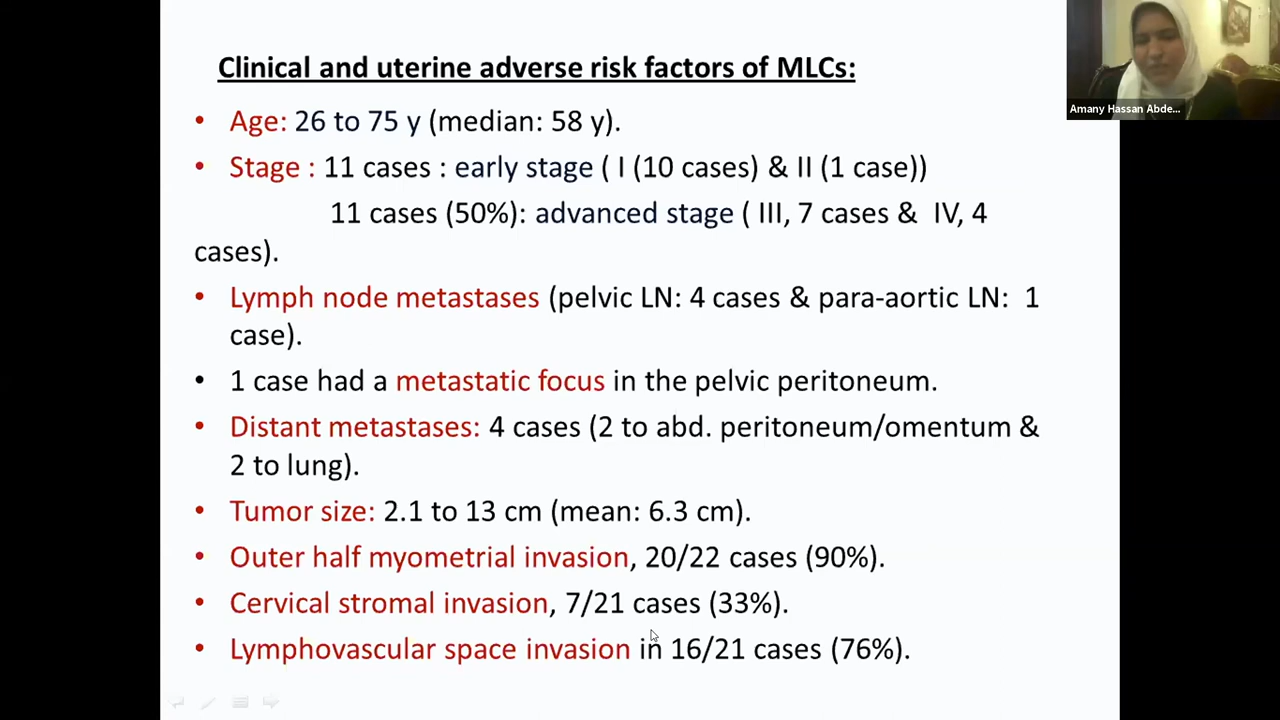 Clinical and uterine adverse risk factors of MLCs:
• Age: 26 to 75 y (median: 58 y).
• Stage : 11 cases : early stage ( I (10 cases) & II (1 case))
11 cases (50%): advanced stage ( III, 7 cases & IV, 4
cases).
• Lymph node metastases (pelvic LN: 4 cases & para-aortic LN: 1
case).
• 1 case had a metastatic focus in the pelvic peritoneum.
• Distant metastases: 4 cases (2 to abd. peritoneum/omentum &
2 to lung).
• Tumor size: 2.1 to 13 cm (mean: 6.3 cm).
• Outer half myometrial invasion, 20/22 cases (90%).
• Cervical stromal invasion, 7/21 cases (33%).
• Lymphovascular space invasion in 16/21 cases (76%).
Amany Hassan Abde...